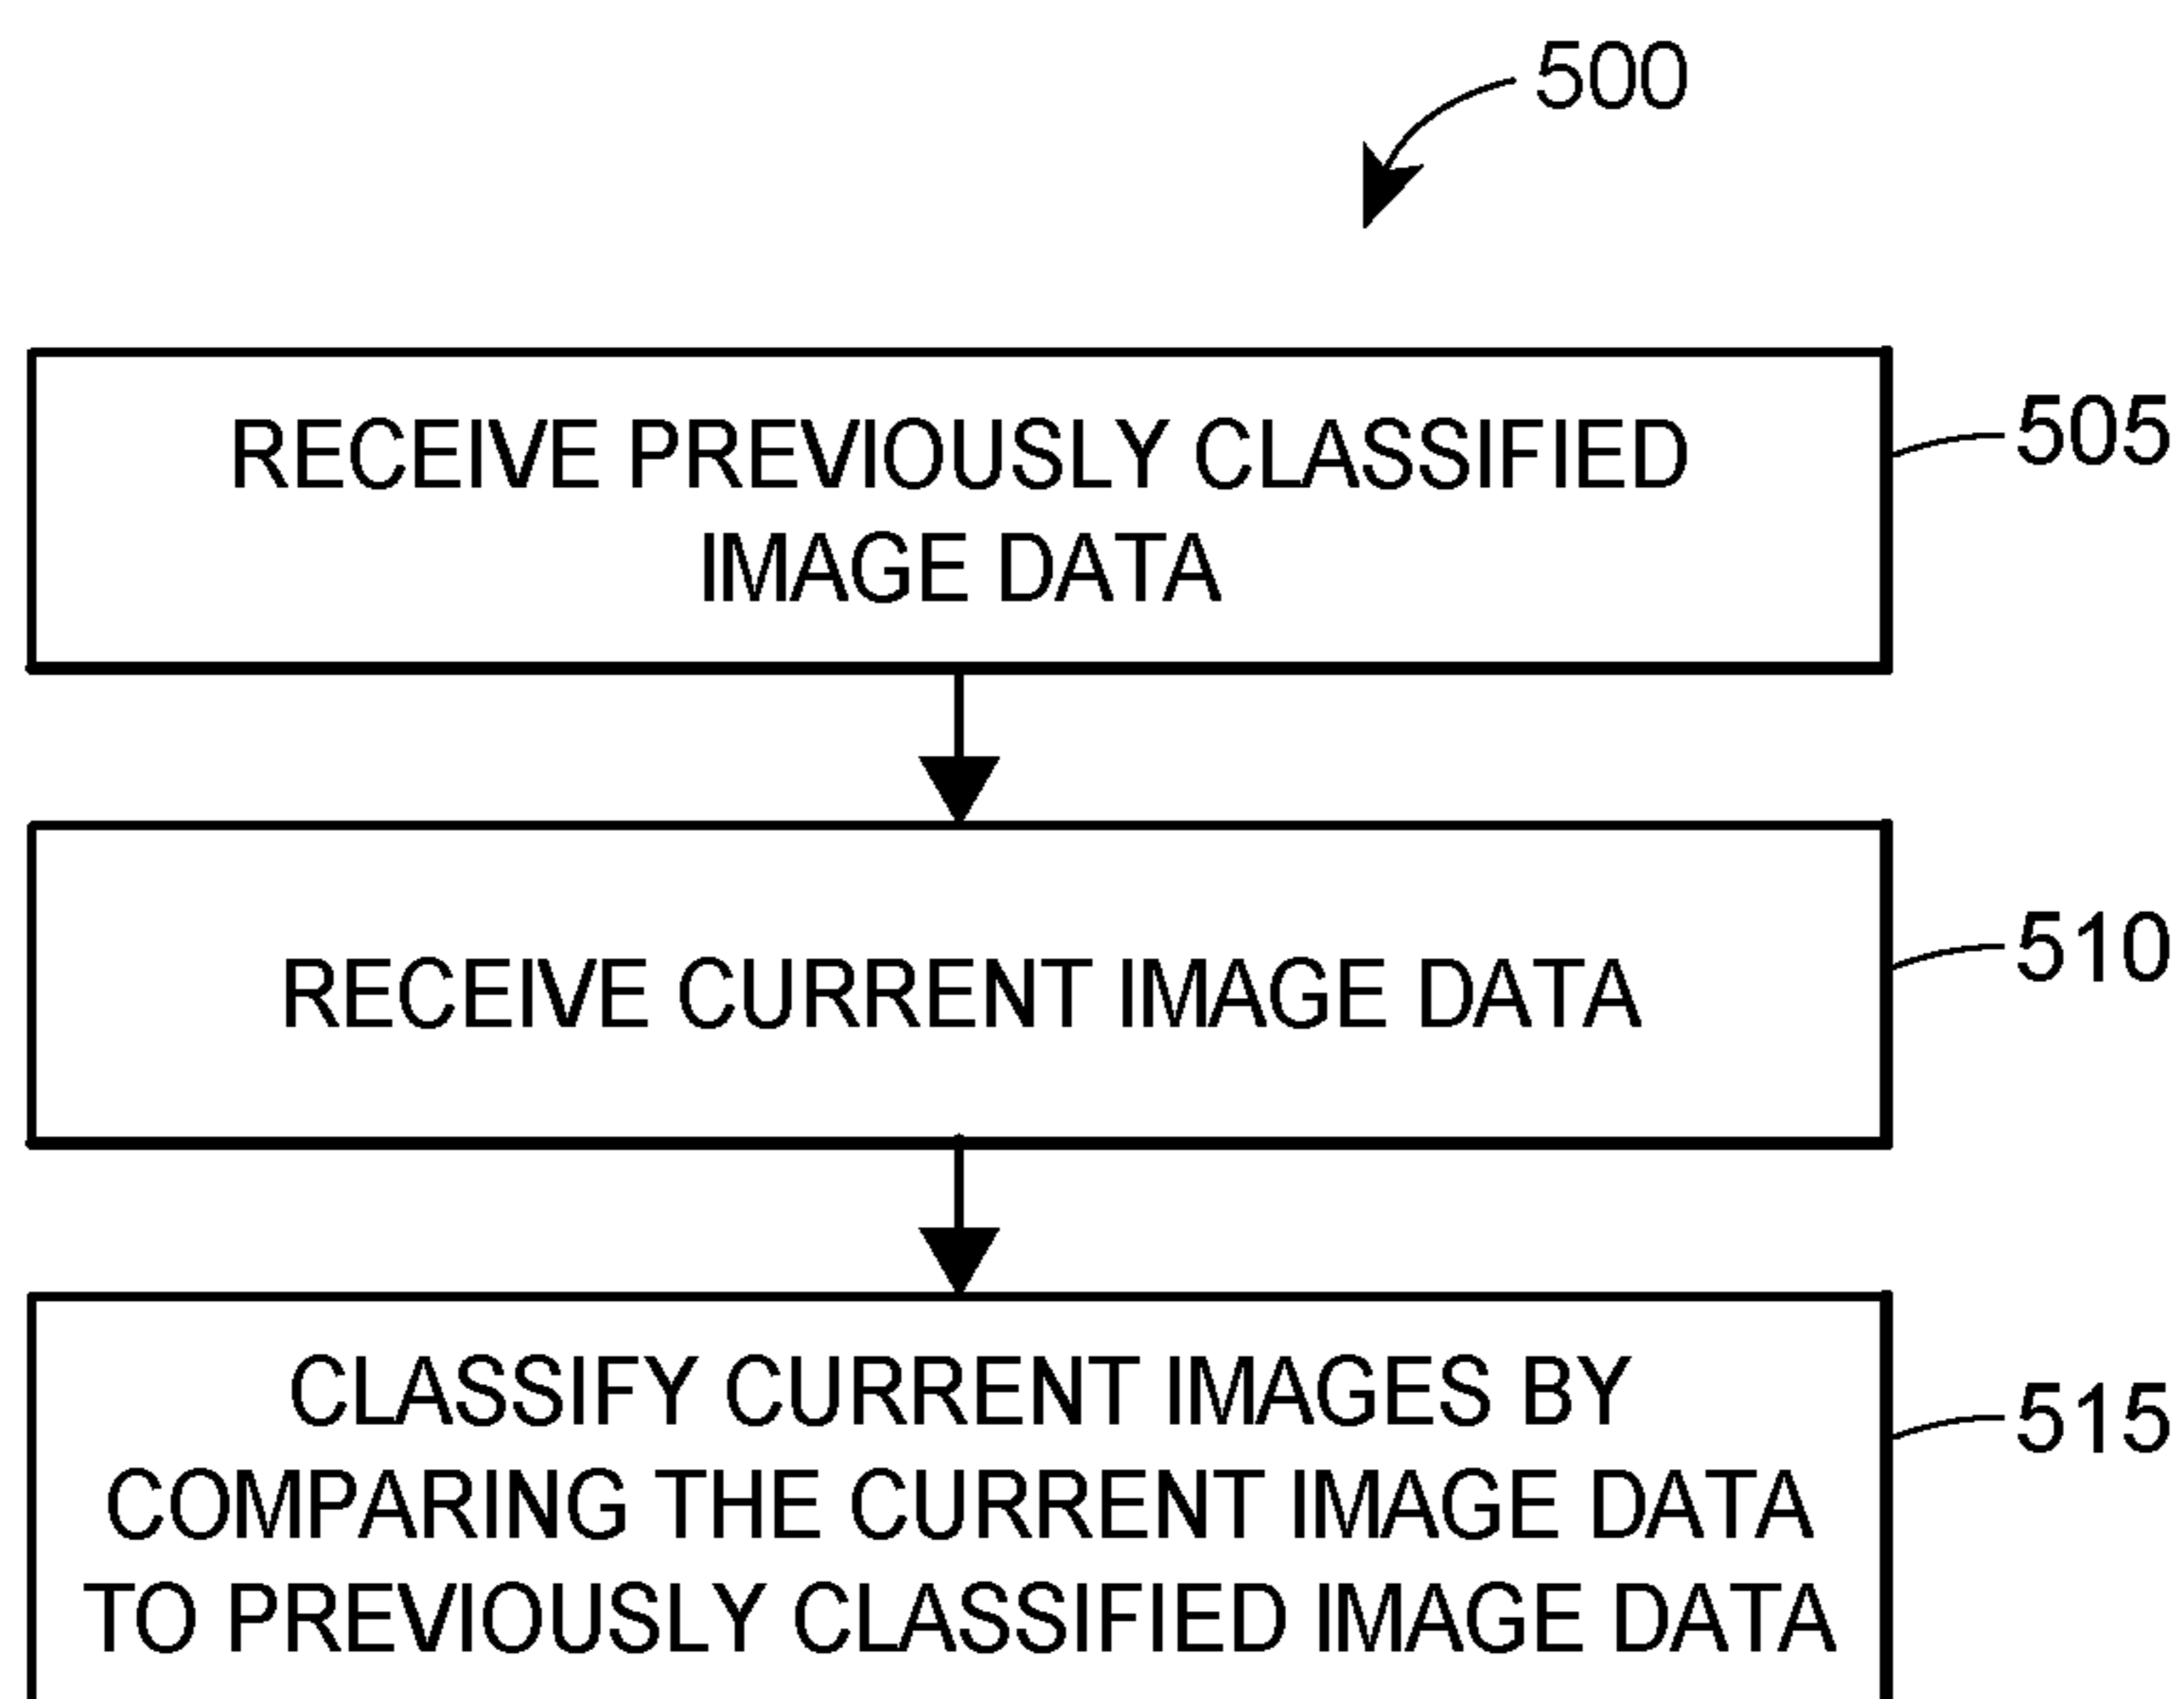 500
RECEIVE PREVIOUSLY CLASSIFIED
IMAGE DATA
505
RECEIVE CURRENT IMAGE DATA
510
CLASSIFY CURRENT IMAGES BY
COMPARING THE CURRENT IMAGE DATA
TO PREVIOUSLY CLASSIFIED IMAGE DATA
515